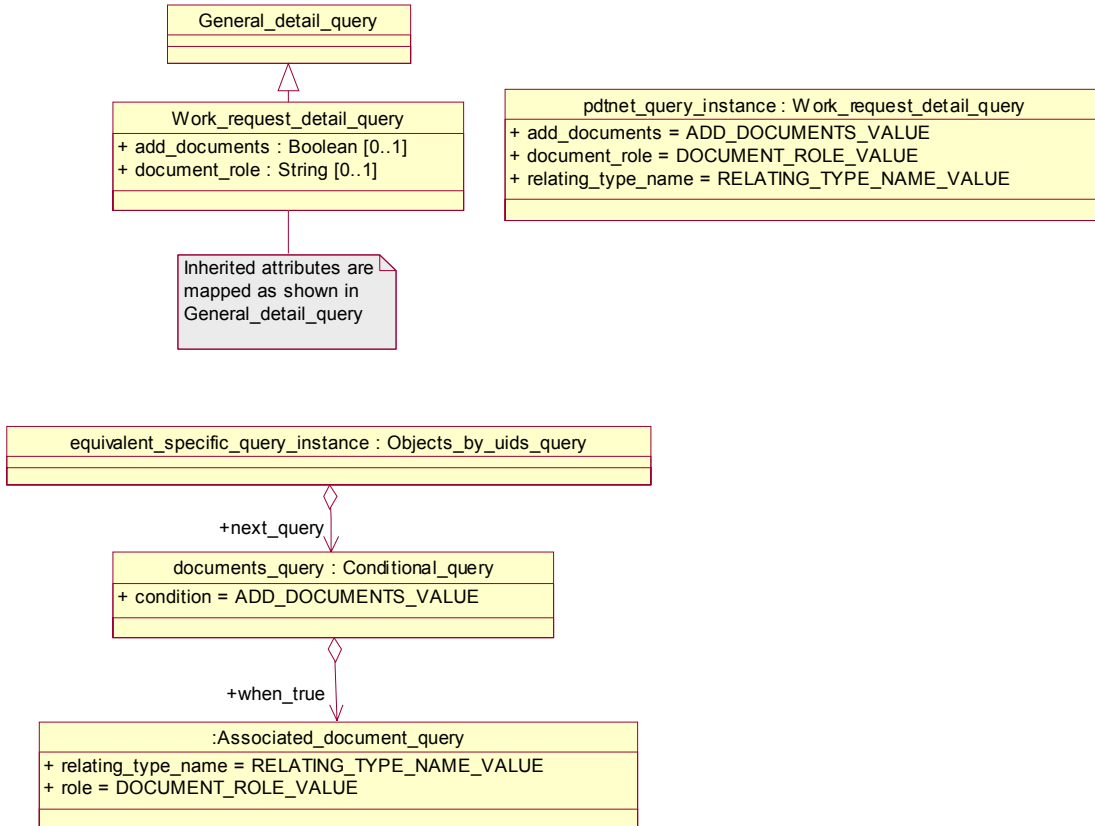 General_detail_query
Work_request_detail_query
+ add_documents : Boolean [0..1]
+ document_role : String [0..1]
pdtnet_query_instance : Work_request_detail_query
+ add_documents = ADD_DOCUMENTS_VALUE
+ document_role = DOCUMENT_ROLE_VALUE
+ relating_type_name = RELATING_TYPE_NAME_VALUE
Inherited attributes are
mapped as shown in
General_detail_query
equivalent_specific_query_instance : Objects_by_uids_query
+next_query
documents_query : Conditional_query
+ condition = ADD_DOCUMENTS_VALUE
+when_true
:Associated_document_query
+ relating_type_name = RELATING_TYPE_NAME_VALUE
+ role = DOCUMENT_ROLE_VALUE